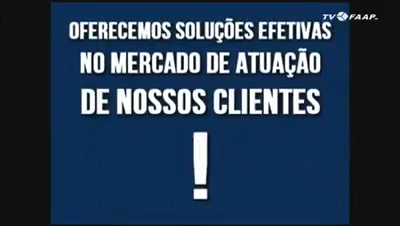 TV FAAP.
OFERECEMOS SOLUÇÕES EFETIVAS
NO MERCADO DE ATUAÇÃO
DE NOSSOS CLIENTES
!